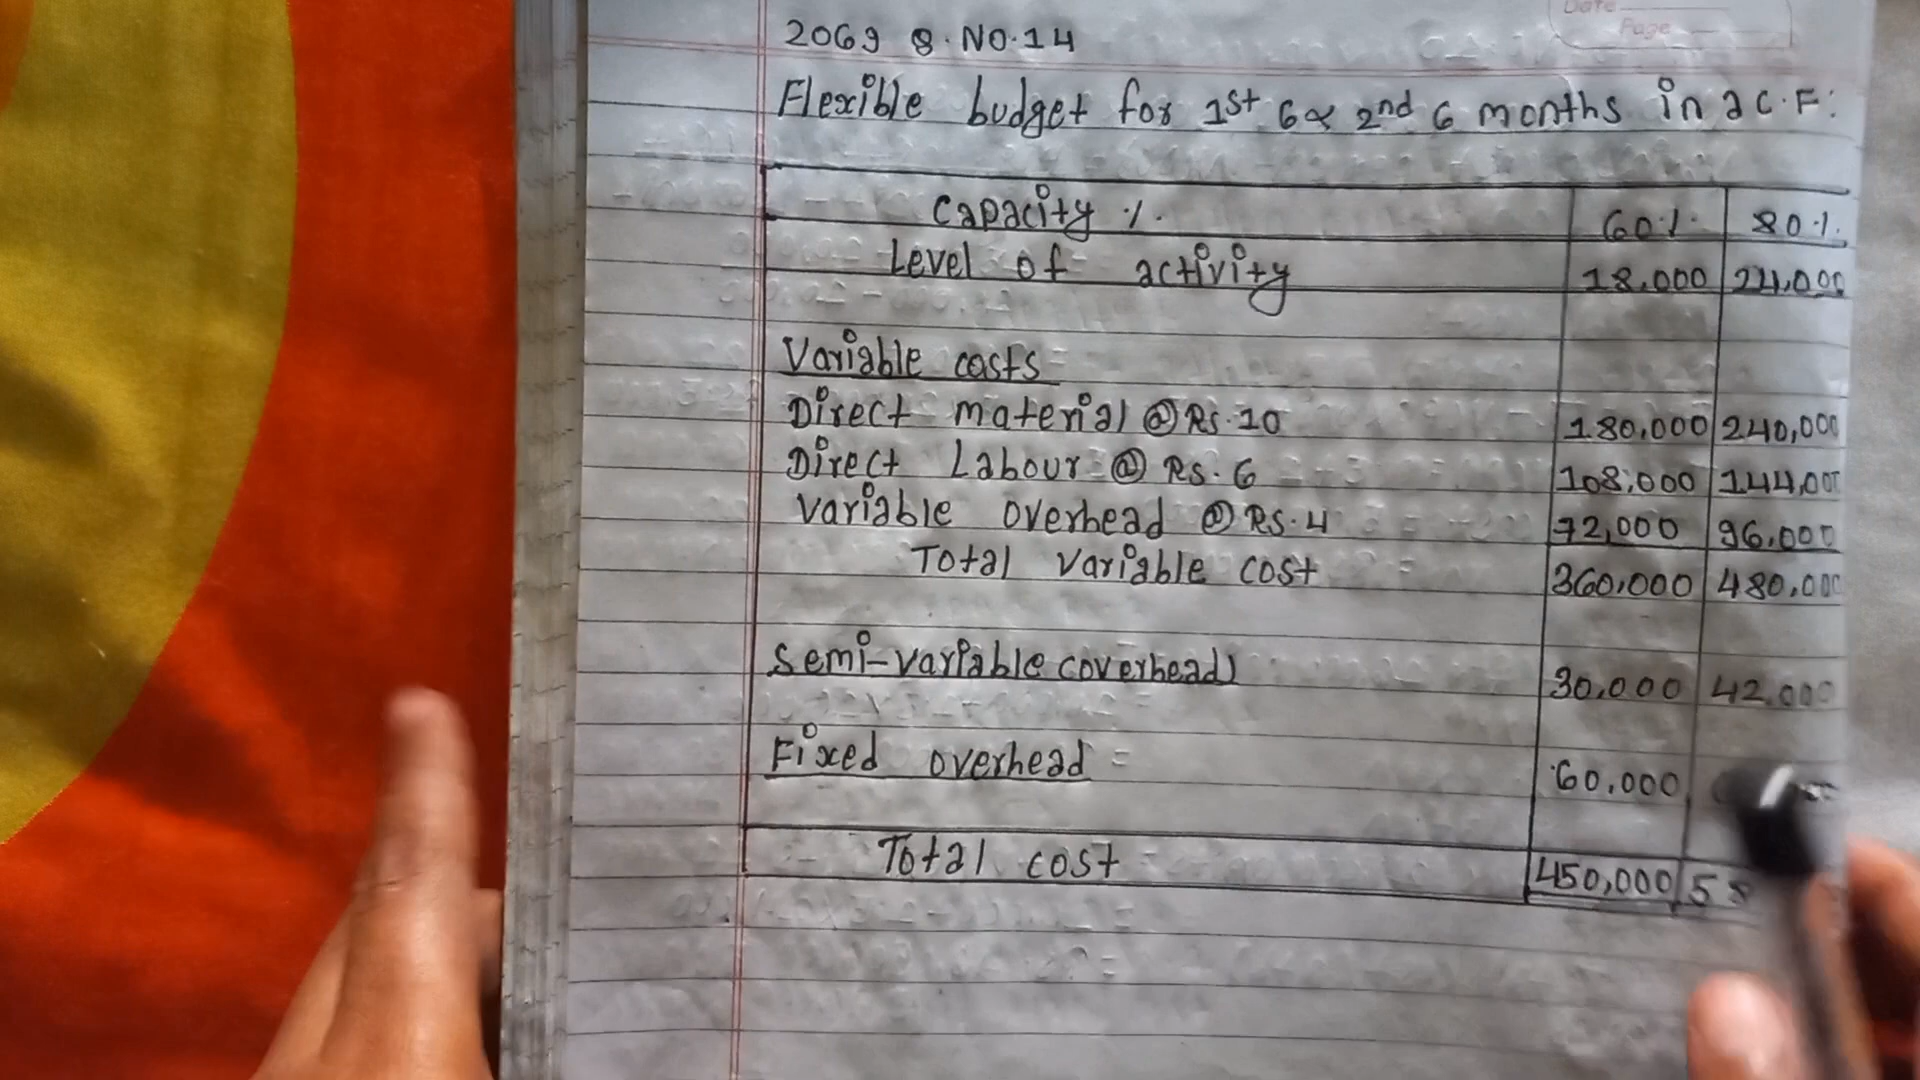 Date
Page
2069 Q. NO. 14
Flexible budget for 1st 6 & 2nd 6 months in a C.F:
Capacity % 60% 80%
Level of activity 18,000 24,000
Variable costs
Direct material @ Rs. 10 180,000 240,000
Direct Labour @ Rs. 6 108,000 144,000
Variable overhead @ Rs. 4 72,000 96,000
Total variable cost 360,000 480,000
Semi-variable (overhead) 30,000 42,000
Fixed overhead = 60,000
Total cost 450,000 58